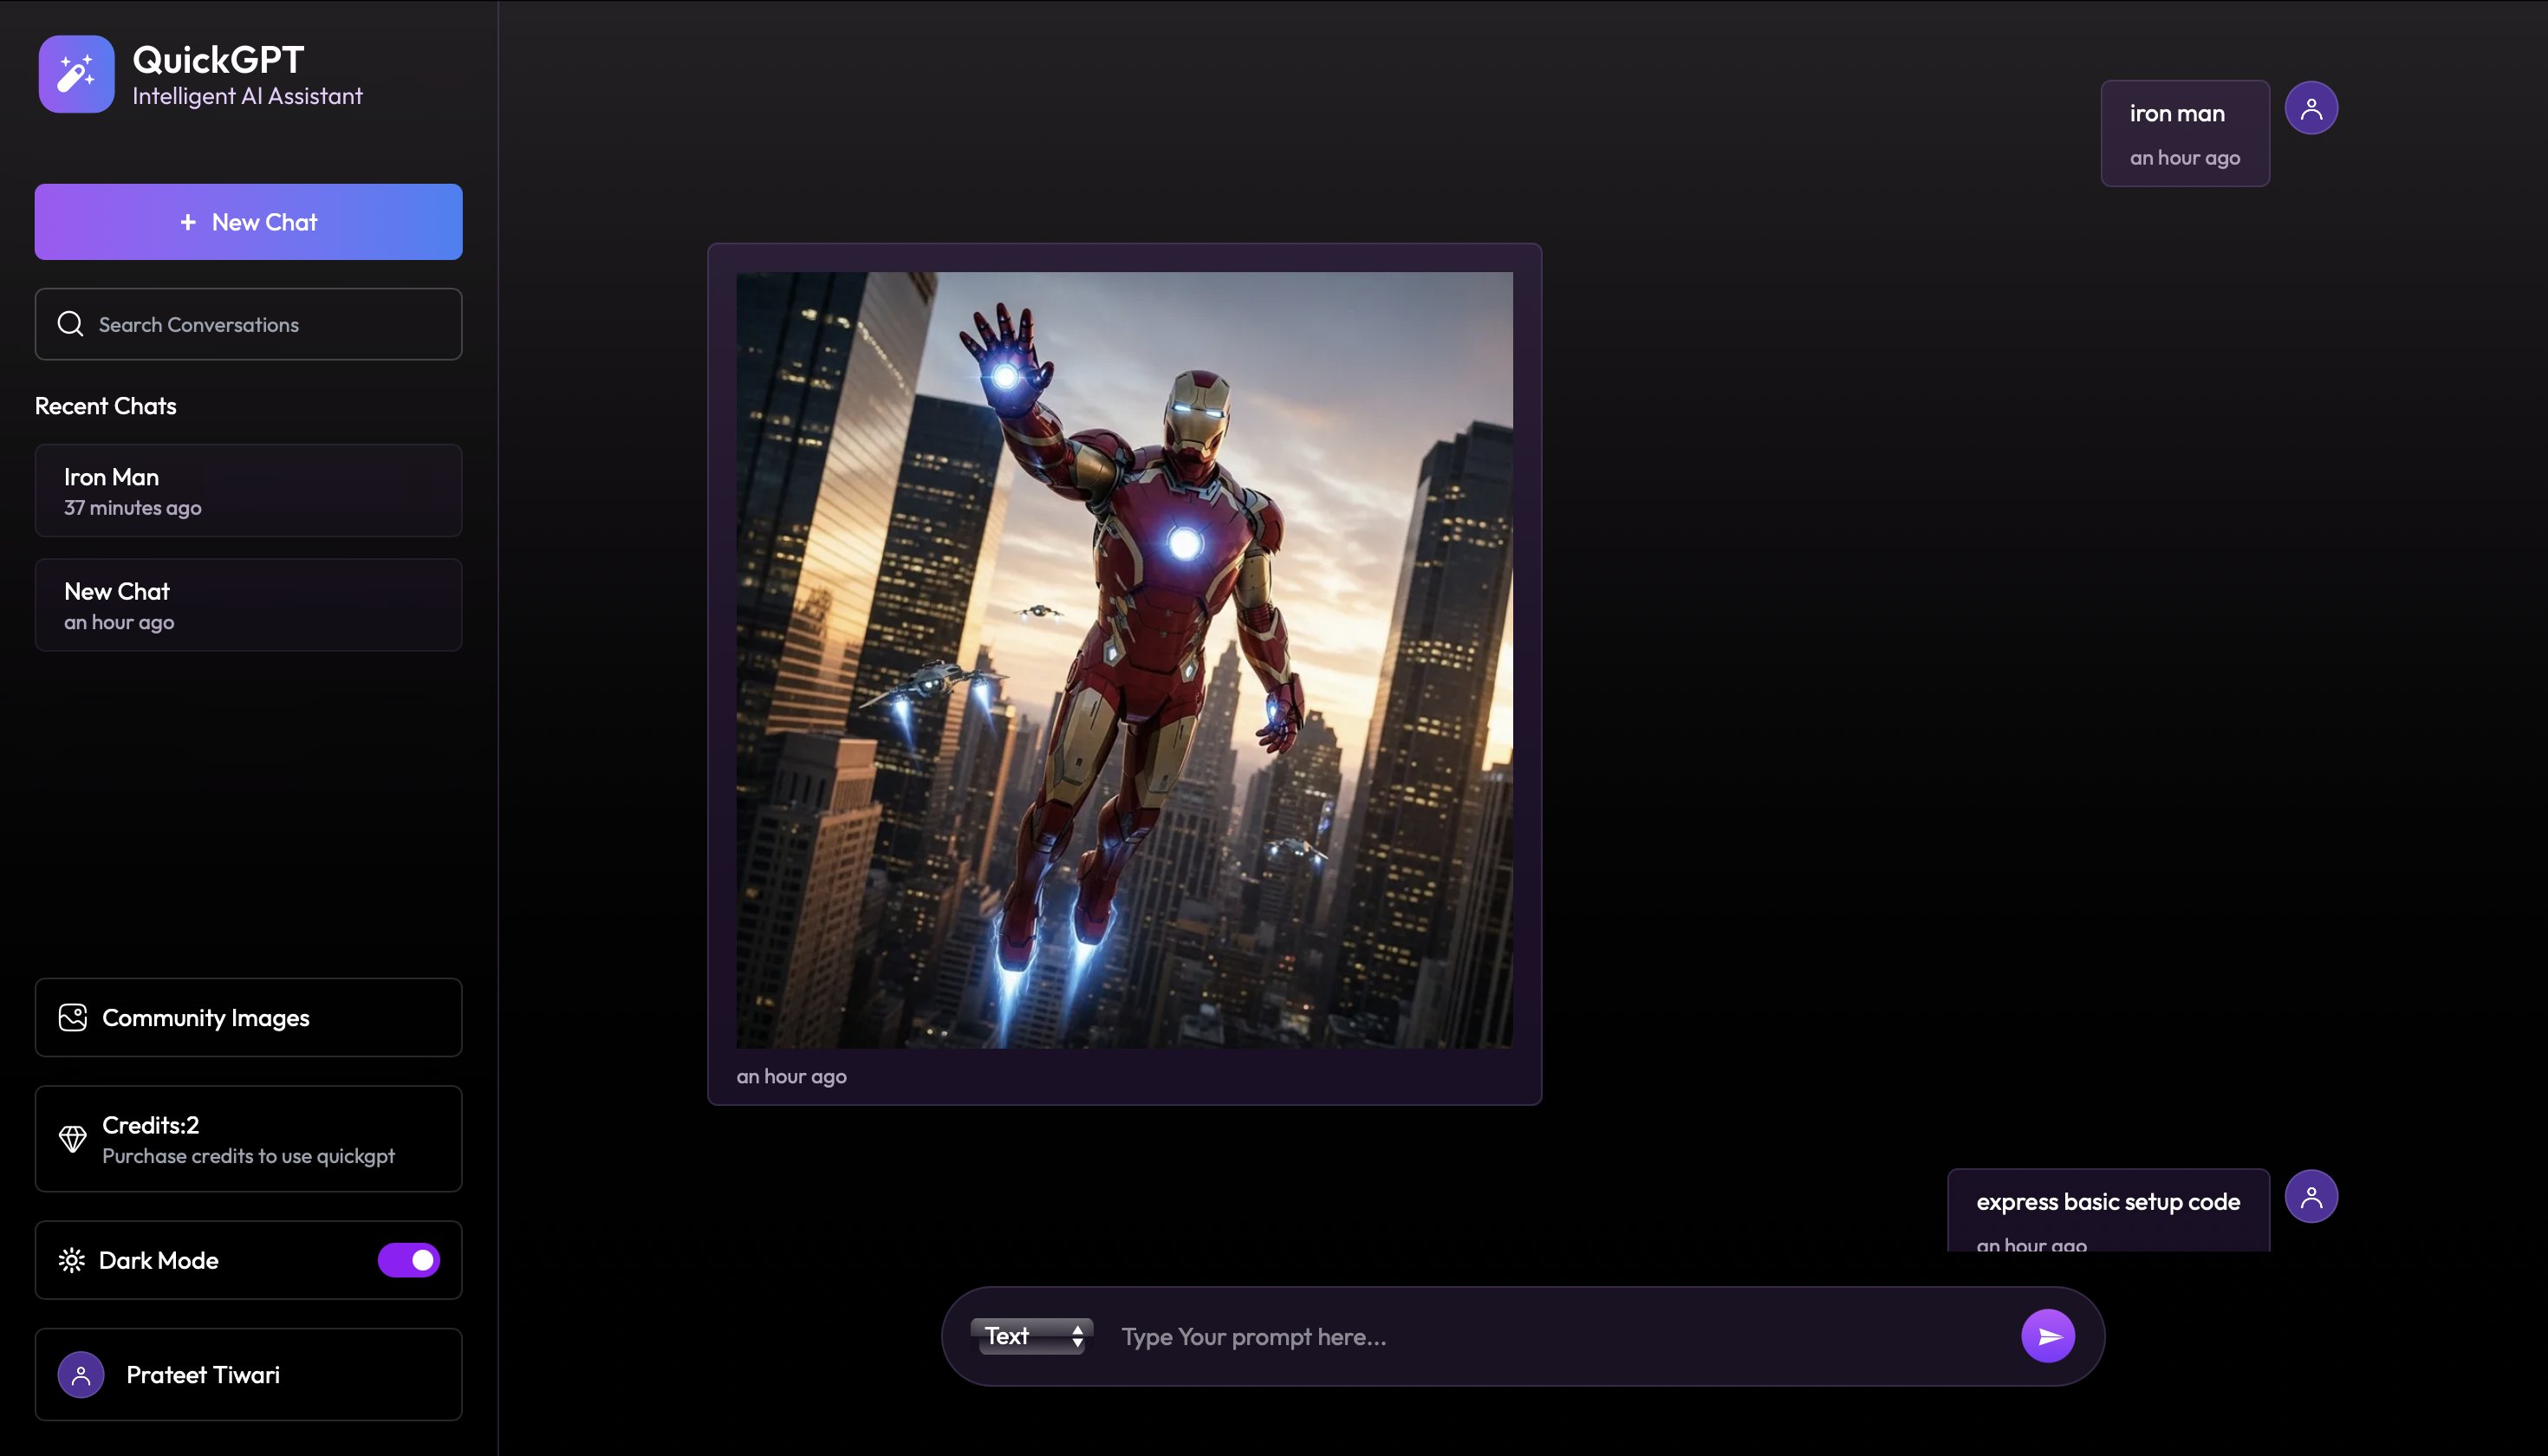 QuickGPT
Intelligent AI Assistant
+ New Chat
Search Conversations
Recent Chats
Iron Man
37 minutes ago
New Chat
an hour ago
Community Images
Credits:2
Purchase credits to use quickgpt
Dark Mode
Prateet Tiwari
iron man
an hour ago
an hour ago
express basic setup code
an hour ago
Text
Type Your prompt here...